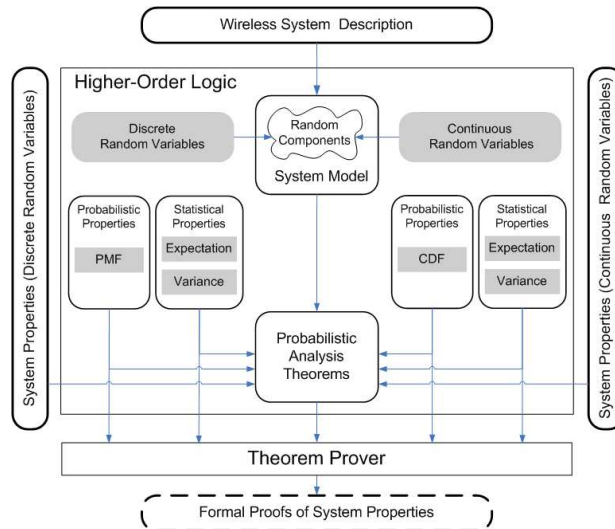 Wireless System Description
System Properties (Discrete Random Variables)
Higher-Order Logic
Discrete
Random Variables
Random
Components
System Model
Continuous
Random Variables
Probabilistic
Properties
PMF
Statistical
Properties
Expectation
Variance
Probabilistic
Properties
CDF
Statistical
Properties
Expectation
Variance
Probabilistic
Analysis
Theorems
System Properties (Continuous Random Variables)
Theorem Prover
Formal Proofs of System Properties